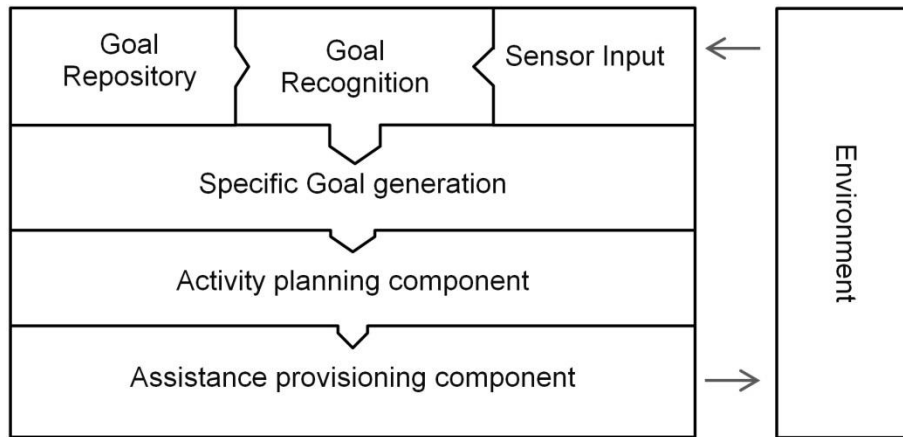 Goal
Repository
Goal
Recognition
Sensor Input
Specific Goal generation
Activity planning component
Assistance provisioning component
Environment